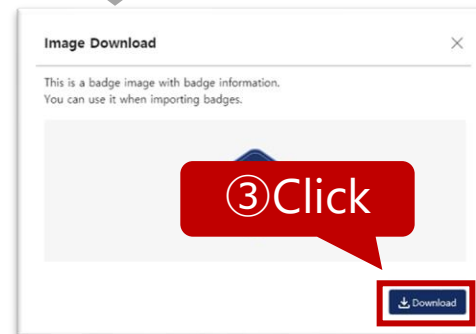 Image Download
This is a badge image with badge information.
You can use it when importing badges.
③Click
Download